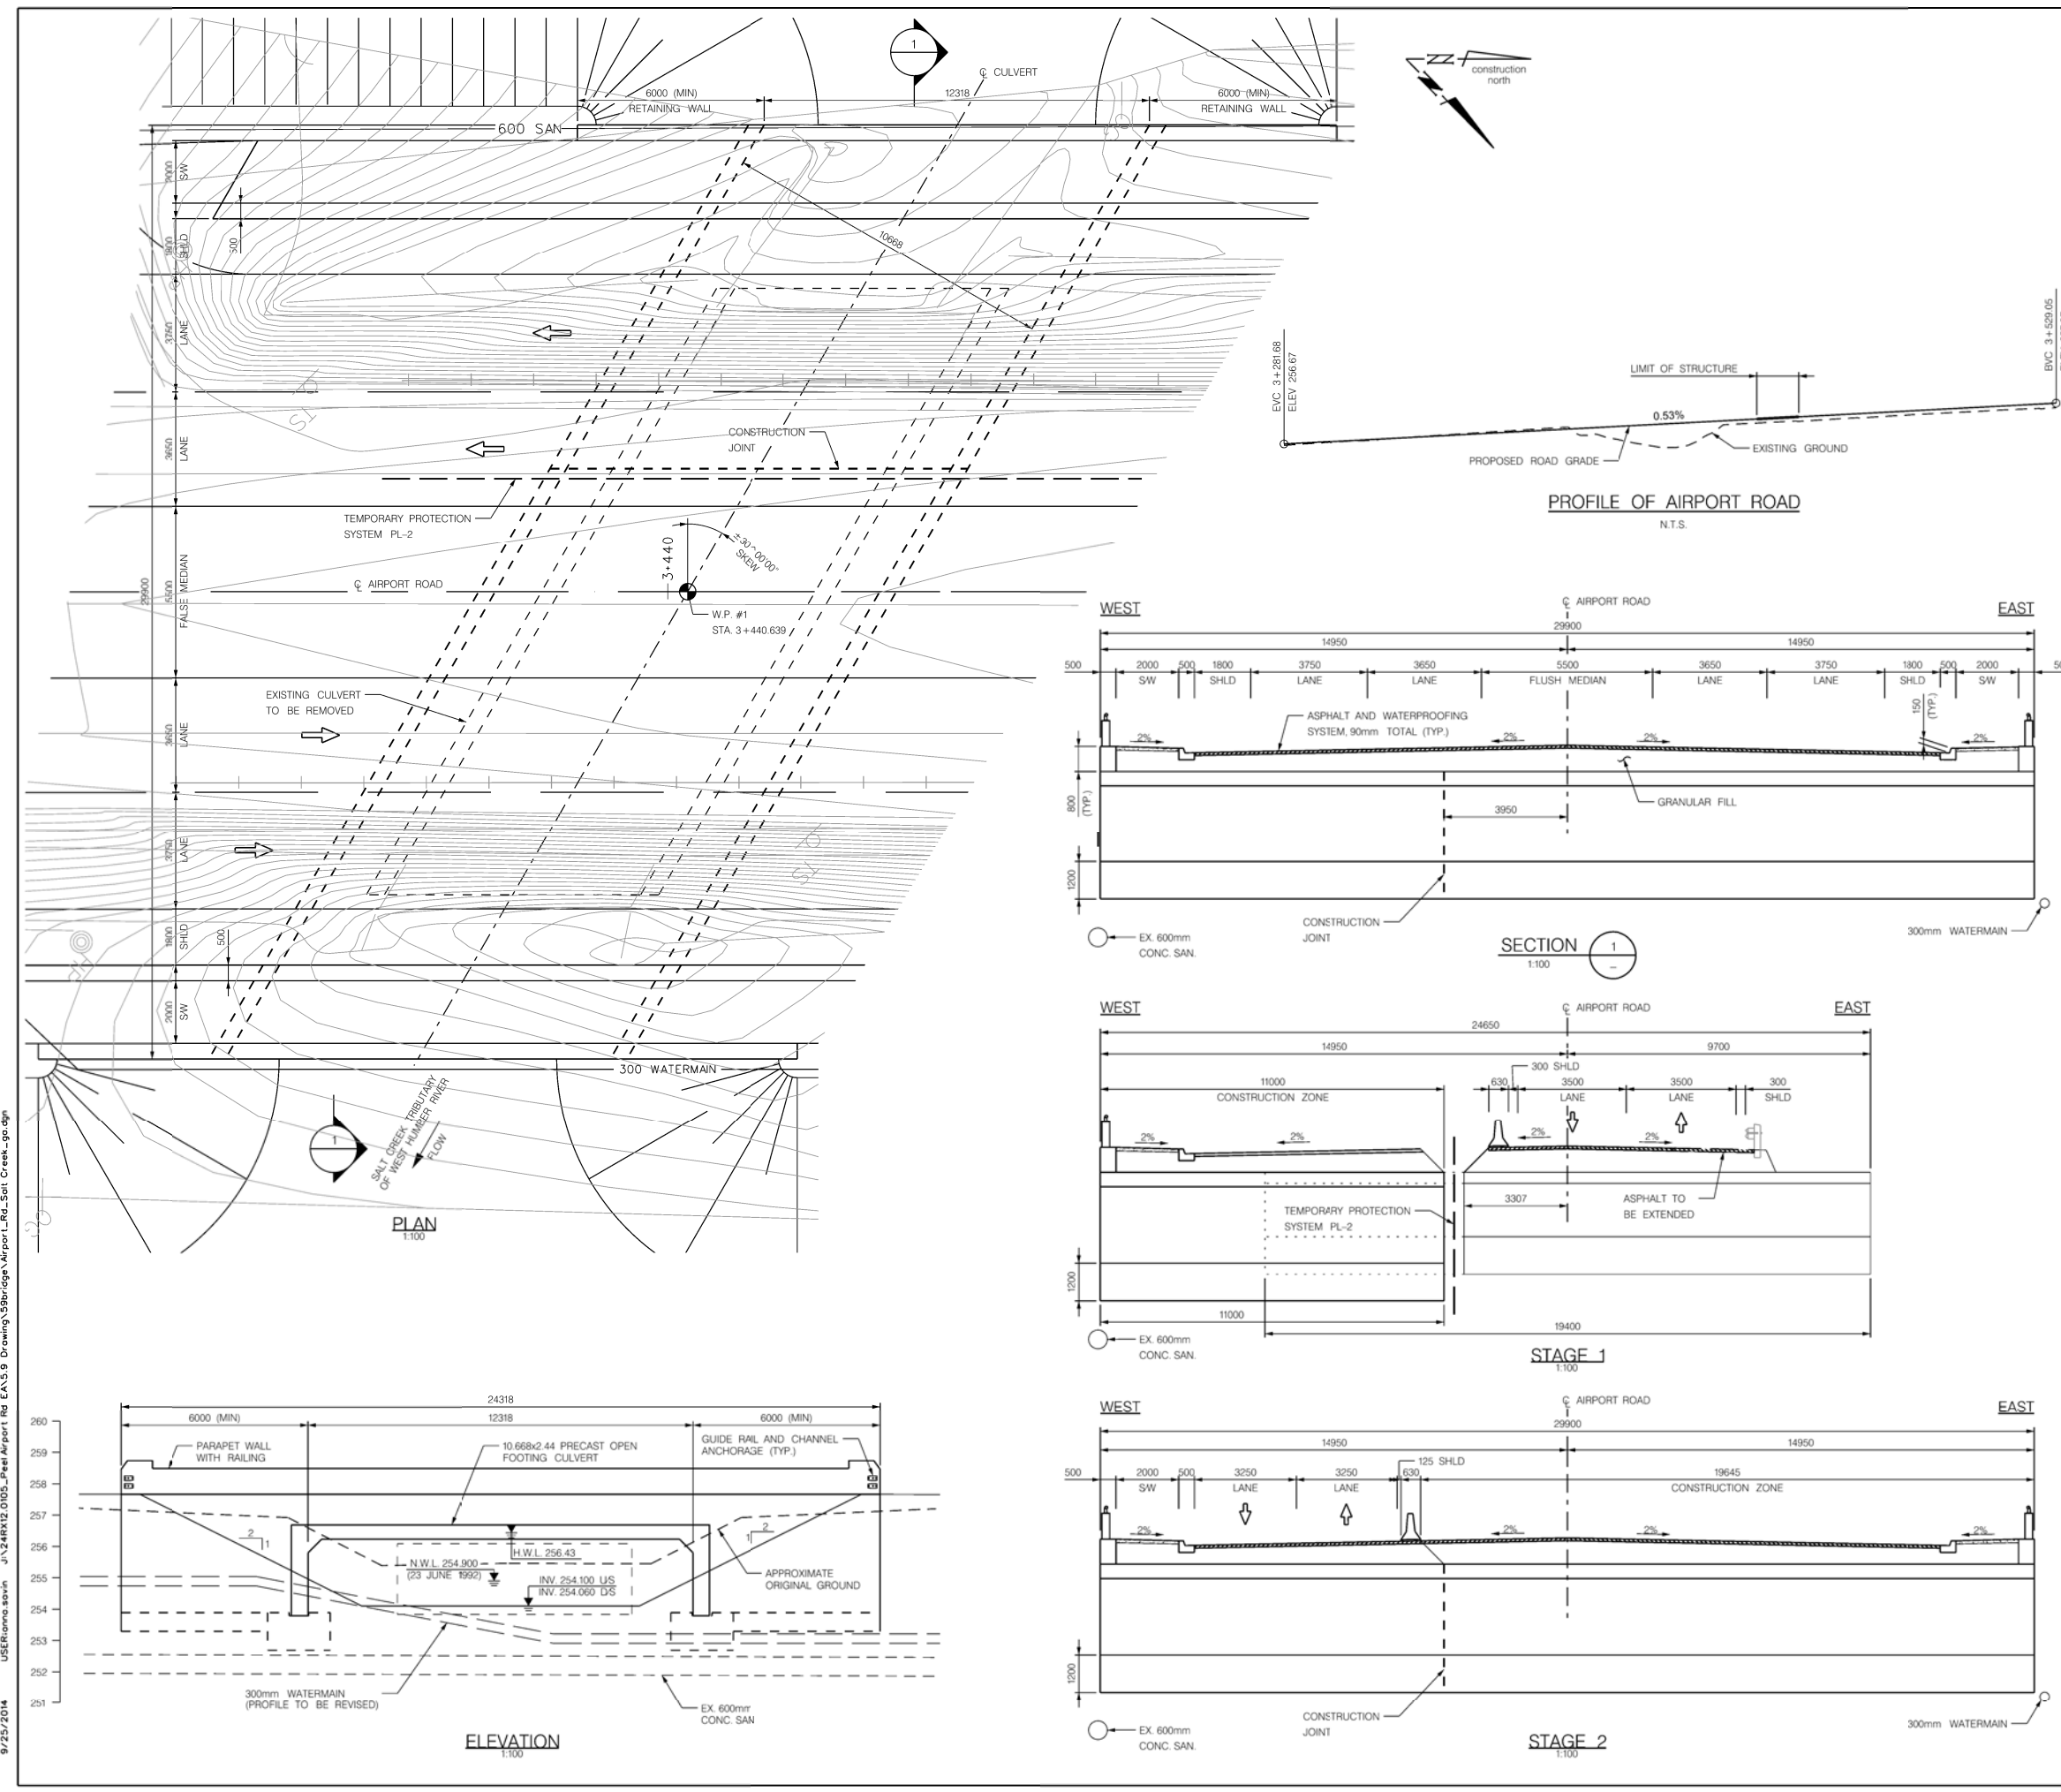 1
℄ CULVERT
construction
north
6000 (MIN)
RETAINING WALL
12318
6000 (MIN)
RETAINING WALL
600 SAN
2000
SW
500
1800
SHLD
10668
3750
LANE
CONSTRUCTION
JOINT
3650
LANE
TEMPORARY PROTECTION
SYSTEM PL-2
3+440
±30^00'00"
SKEW
℄ AIRPORT ROAD
29900
5500
FALSE MEDIAN
W.P. #1
STA. 3+440.639
EXISTING CULVERT
TO BE REMOVED
3650
LANE
3750
LANE
1800
SHLD
500
2000
SW
300 WATERMAIN
1
SALT CREEK TRIBUTARY
OF WEST HUMBER RIVER
FLOW
PLAN
1:100
EVC 3+281.68
ELEV 256.67
BVC 3+529.05
LIMIT OF STRUCTURE
0.53%
PROPOSED ROAD GRADE
EXISTING GROUND
PROFILE OF AIRPORT ROAD
N.T.S.
WEST
℄ AIRPORT ROAD
EAST
29900
14950
14950
500
2000
SW
500
1800
SHLD
3750
LANE
3650
LANE
5500
FLUSH MEDIAN
3650
LANE
3750
LANE
1800
SHLD
500
2000
SW
150
(TYP.)
ASPHALT AND WATERPROOFING
SYSTEM, 90mm TOTAL (TYP.)
2%
2%
2%
2%
800
(TYP.)
GRANULAR FILL
3950
1200
CONSTRUCTION
JOINT
EX. 600mm
CONC. SAN.
300mm WATERMAIN
SECTION
1
–
1:100
WEST
℄ AIRPORT ROAD
EAST
24650
14950
9700
300 SHLD
11000
CONSTRUCTION ZONE
630
3500
LANE
3500
LANE
300
SHLD
2%
2%
2%
2%
TEMPORARY PROTECTION
SYSTEM PL-2
3307
ASPHALT TO
BE EXTENDED
1200
11000
19400
EX. 600mm
CONC. SAN.
STAGE 1
1:100
WEST
℄ AIRPORT ROAD
EAST
29900
14950
14950
125 SHLD
500
2000
SW
500
3250
LANE
3250
LANE
630
19645
CONSTRUCTION ZONE
2%
2%
2%
2%
1200
CONSTRUCTION
JOINT
EX. 600mm
CONC. SAN.
300mm WATERMAIN
STAGE 2
1:100
24318
6000 (MIN)
12318
6000 (MIN)
260
259
258
257
256
255
254
253
252
251
PARAPET WALL
WITH RAILING
10.668x2.44 PRECAST OPEN
FOOTING CULVERT
GUIDE RAIL AND CHANNEL
ANCHORAGE (TYP.)
2
1
2
1
H.W.L. 256.43
N.W.L. 254.900
(23 JUNE 1992)
INV. 254.100 U/S
INV. 254.060 D/S
APPROXIMATE
ORIGINAL GROUND
300mm WATERMAIN
(PROFILE TO BE REVISED)
EX. 600mm
CONC. SAN
ELEVATION
1:100